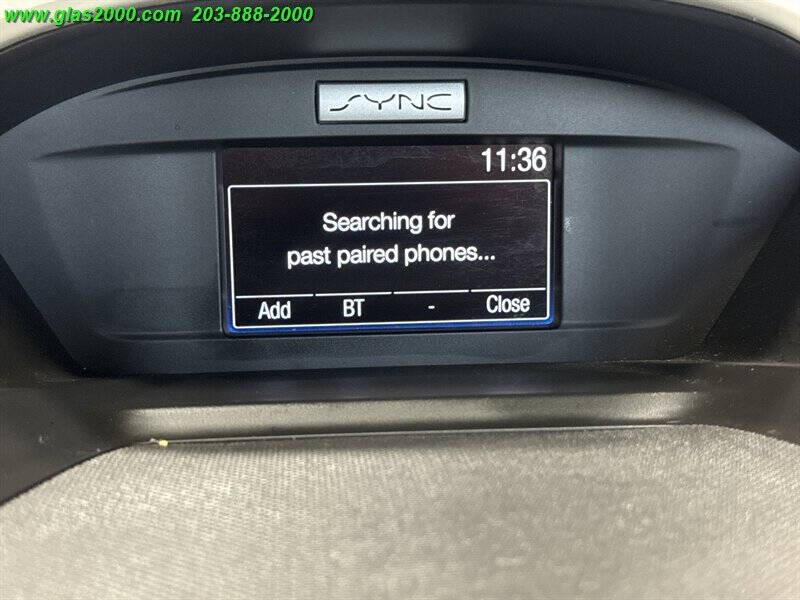 www.glas2000.com 203-888-2000
SYNC
11:36
Searching for
past paired phones...
Add BT - Close